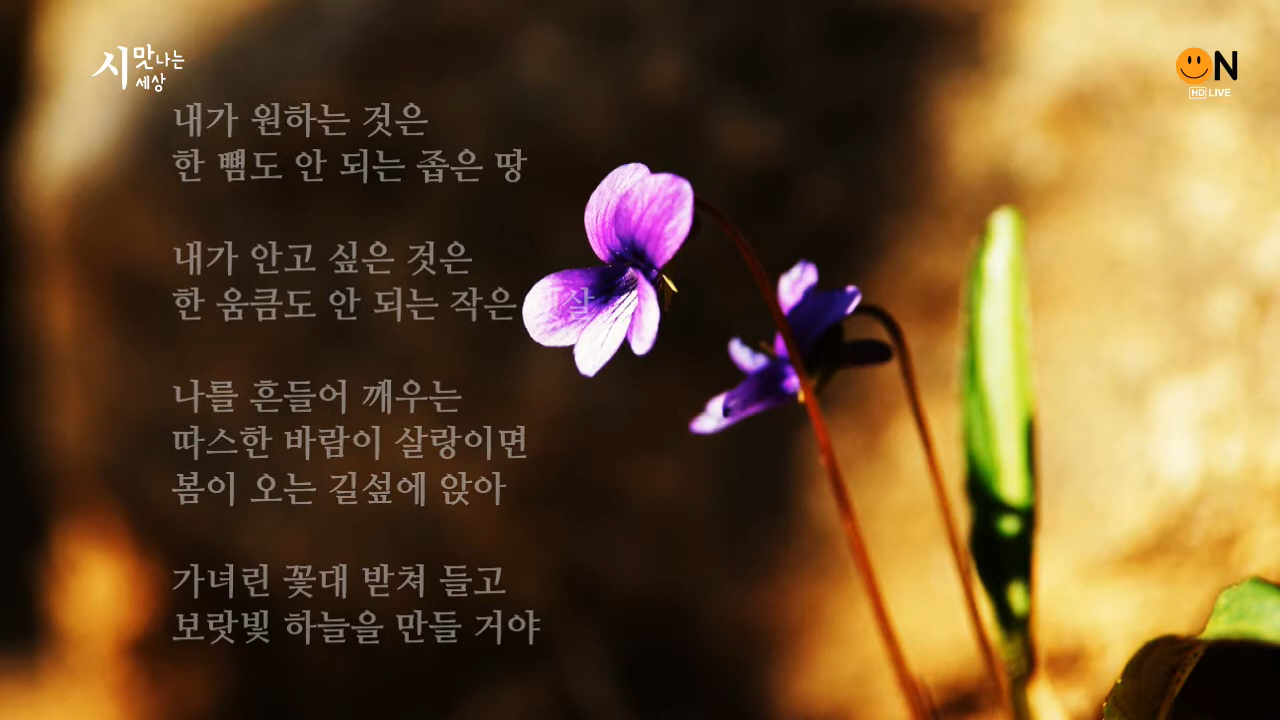 시 맛나는
세상
ON
HD LIVE
내가 원하는 것은
한 뼘도 안 되는 좁은 땅
내가 안고 싶은 것은
한 움큼도 안 되는 작은 살
나를 흔들어 깨우는
따스한 바람이 살랑이면
봄이 오는 길섶에 앉아
가녀린 꽃대 받쳐 들고
보랏빛 하늘을 만들 거야